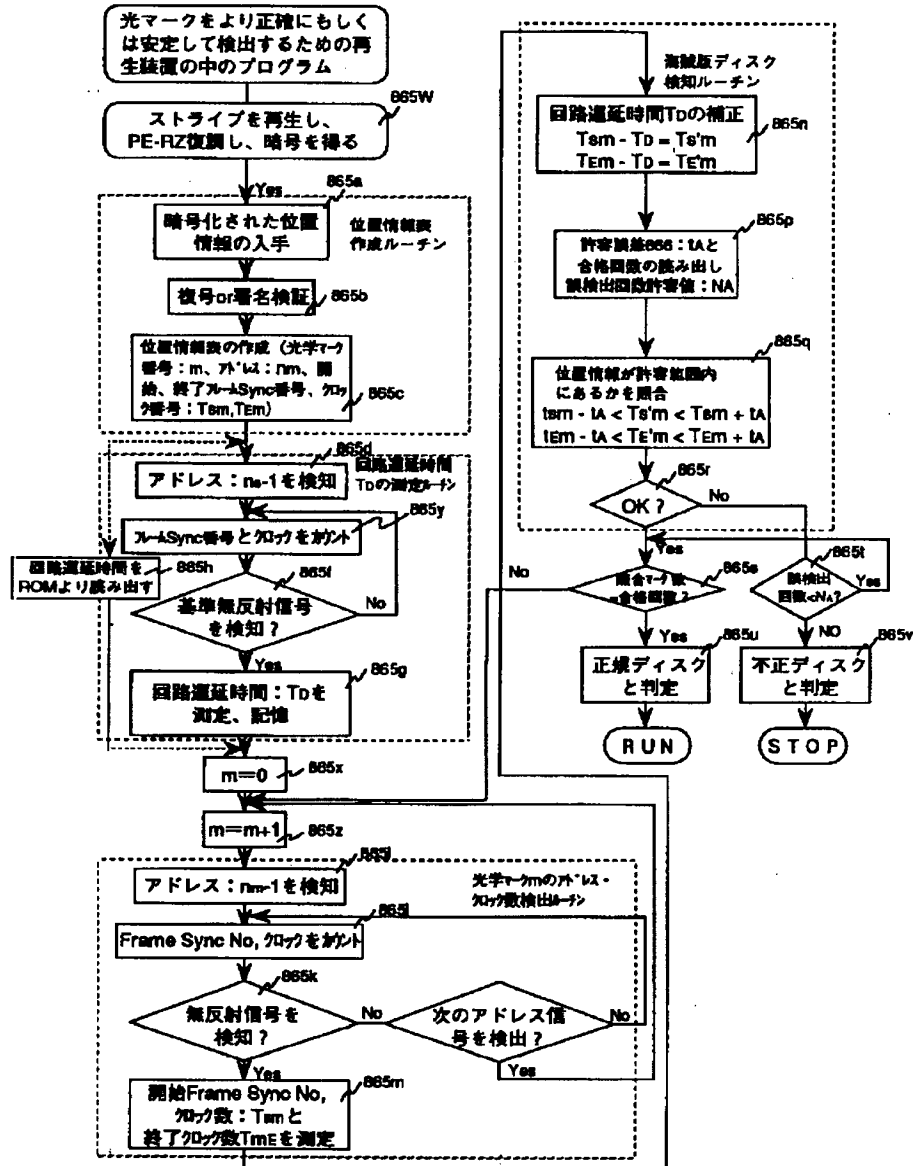 光マークをより正確にもしく
は安定して検出するための再
生装置の中のプログラム
865W
ストライブを再生し、
PE-RZ復調し、暗号を得る
Yes
865a
暗号化された位置
情報の入手
位置情報表
作成ルーチン
865b
復号or署名検証
位置情報表の作成（光学マーク
番号：m、アドレス：nm、開
始、終了フレームSync番号、クロッ
ク番号：TSm,TEm）
865c
865d
回路遅延時間
TDの測定ルーチン
アドレス：ns-1を検知
865y
フレームSync番号とクロックをカウント
回路遅延時間を
ROMより読み出す
865h
865f
基準無反射信号
を検知？
No
Yes
865g
回路遅延時間：TDを
測定、記憶
m=0
865x
m=m+1
865z
865i
アドレス：nm-1を検知
光学マークmのアドレス・
クロック数検出ルーチン
865j
Frame Sync No, クロックをカウント
865k
無反射信号を
検知？
No
次のアドレス信
号を検出？
No
Yes
Yes
865m
開始Frame Sync No,
クロック数：TSmと
終了クロック数TmEを測定
海賊版ディスク
検知ルーチン
回路遅延時間TDの補正
TSm - TD = TS'm
TEm - TD = TE'm
865n
865p
許容誤差866：tAと
合格回数の読み出し
誤検出回数許容値：NA
865q
位置情報が許容範囲内
にあるかを照合
tSm - tA < TS'm < TSm + tA
tEm - tA < TE'm < TEm + tA
865r
OK？
No
Yes
No
865s
照合マーク数
=合格回数？
865t
誤検出
回数<NA?
Yes
Yes
865u
正規ディスク
と判定
NO
865v
不正ディスク
と判定
RUN
STOP